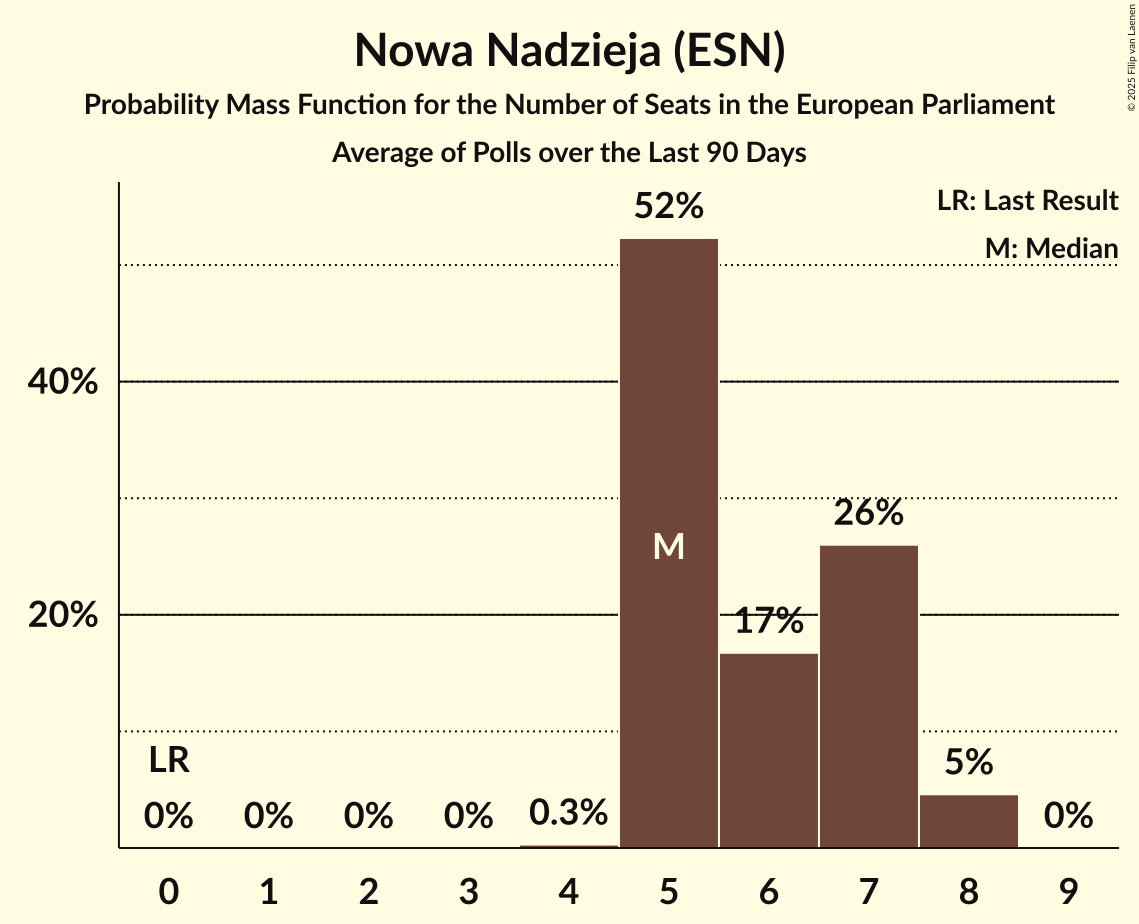 Nowa Nadzieja (ESN)
Probability Mass Function for the Number of Seats in the European Parliament
Average of Polls over the Last 90 Days
© 2025 Filip van Laenen
LR: Last Result
M: Median
52%
40%
26%
M
20%
17%
LR
5%
0%
0%
0%
0%
0.3%
0%
0 1 2 3 4 5 6 7 8 9